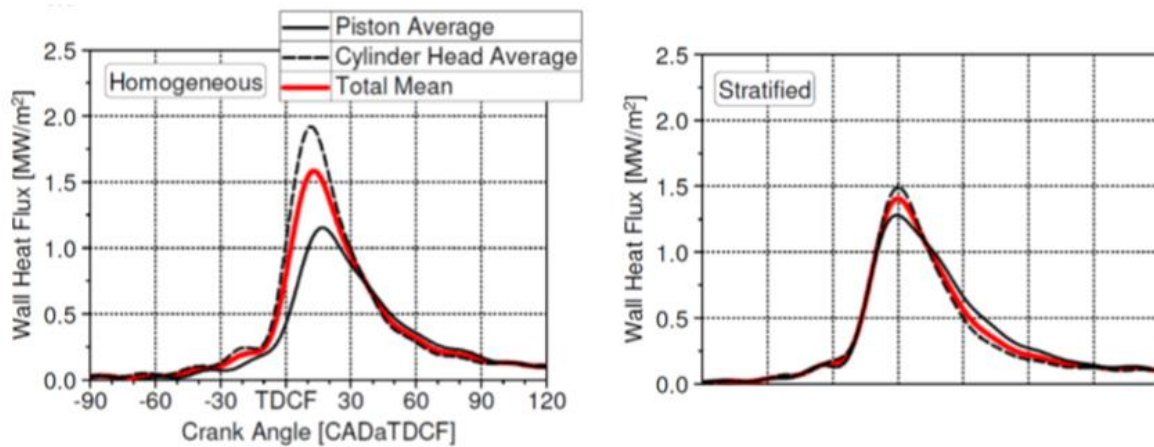 Piston Average
Cylinder Head Average
Total Mean
Homogeneous
2.5
2.0
1.5
1.0
0.5
0.0
Wall Heat Flux [MW/m²]
-90 -60 -30 TDCF 30 60 90 120
Crank Angle [CADaTDCF]
Stratified
2.5
2.0
1.5
1.0
0.5
0.0
Wall Heat Flux [MW/m²]